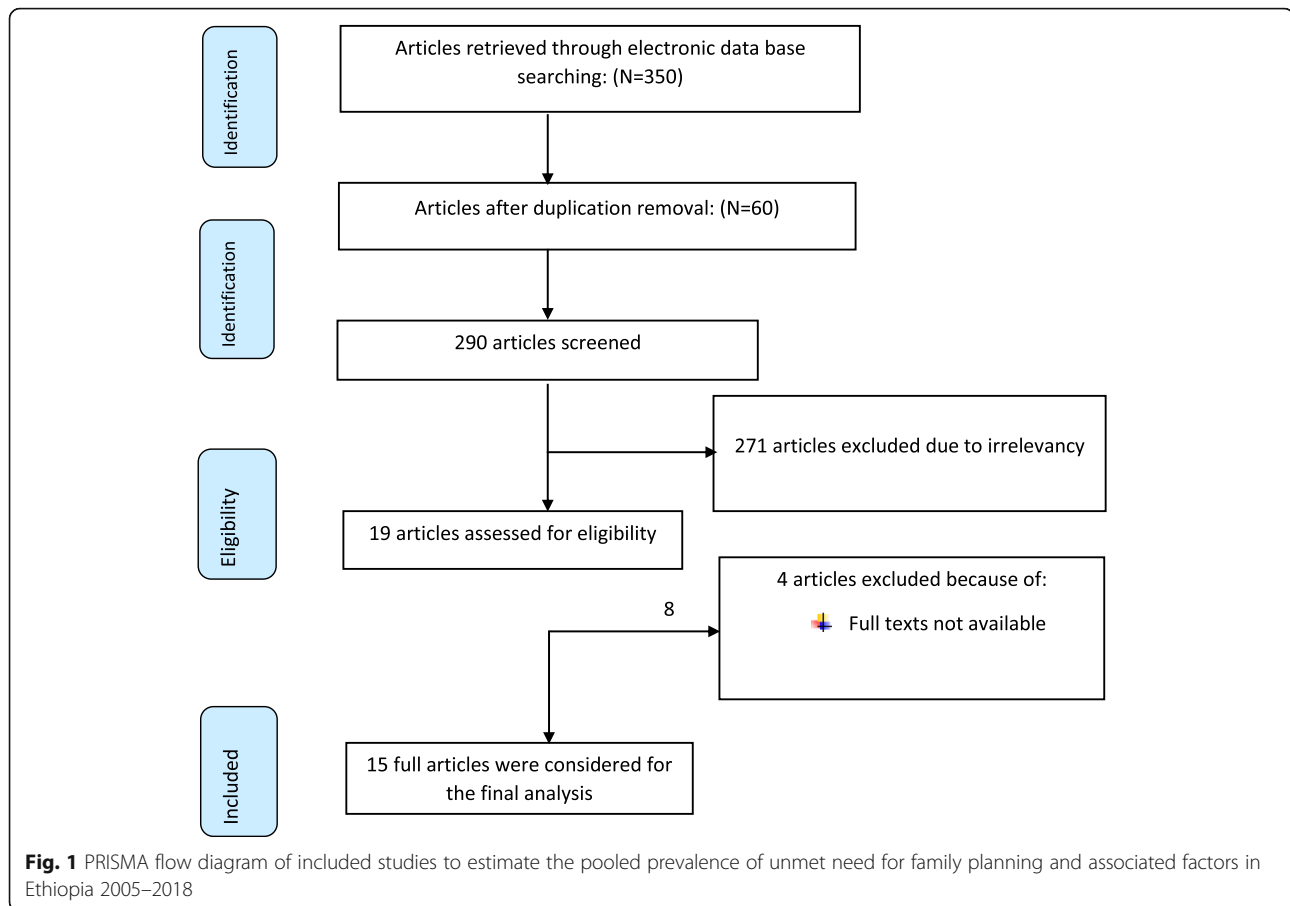 Identification
Articles retrieved through electronic data base
searching: (N=350)
Identification
Articles after duplication removal: (N=60)
290 articles screened
271 articles excluded due to irrelevancy
Eligibility
19 articles assessed for eligibility
4 articles excluded because of:
Full texts not available
8
Included
15 full articles were considered for
the final analysis
Fig. 1 PRISMA flow diagram of included studies to estimate the pooled prevalence of unmet need for family planning and associated factors in
Ethiopia 2005–2018